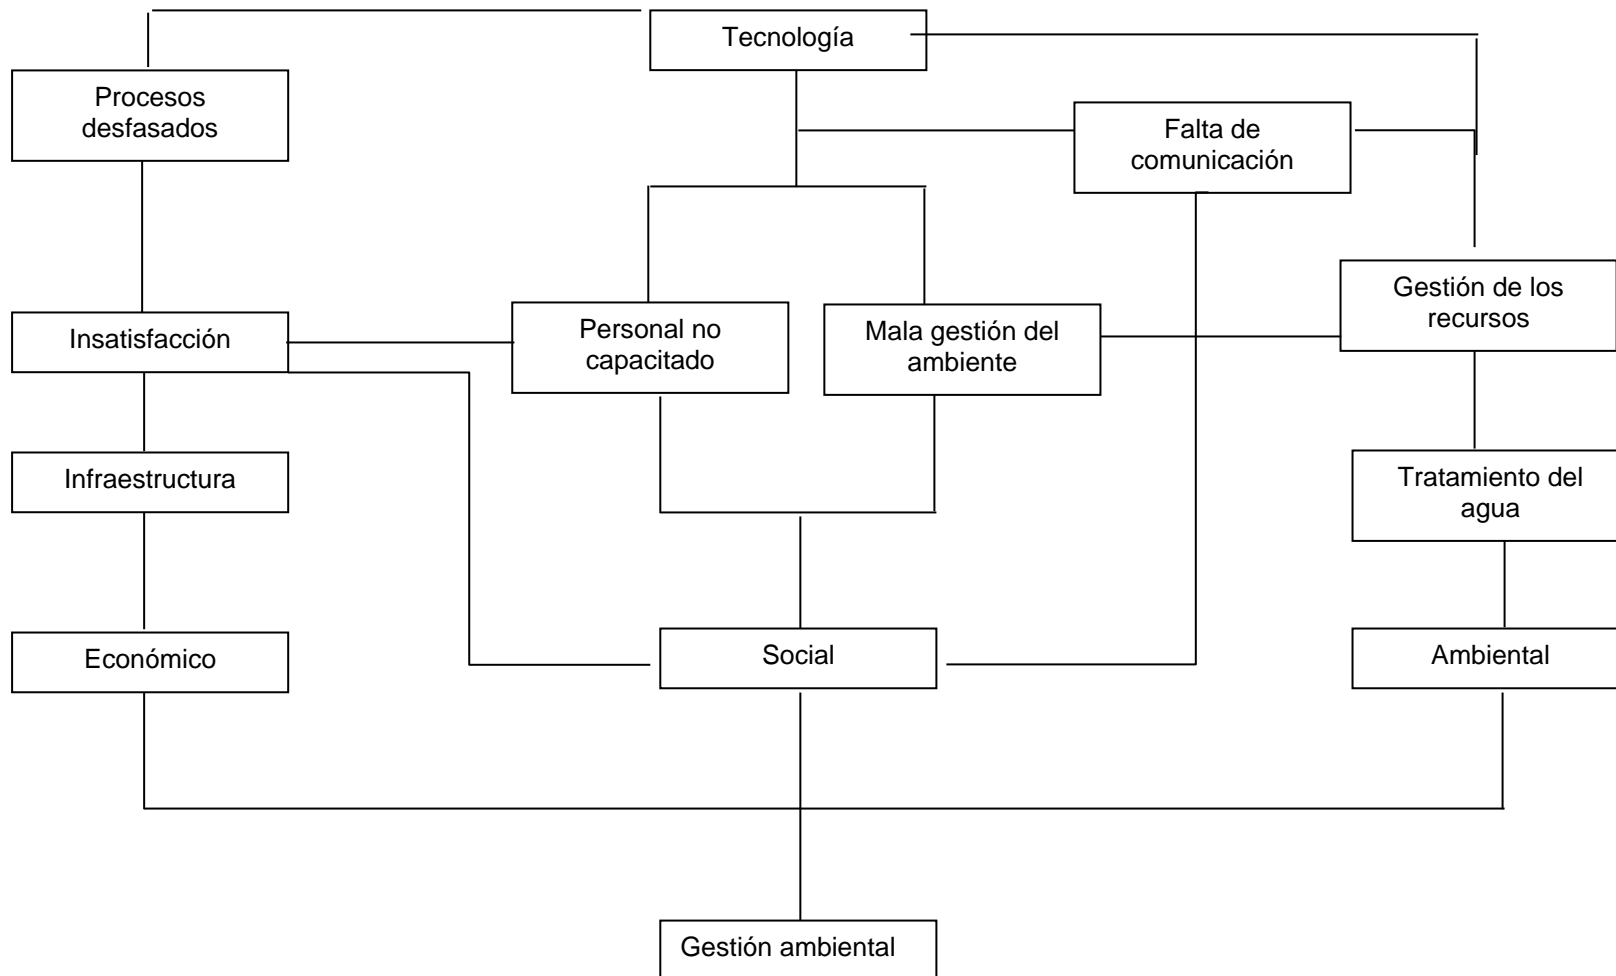 Tecnología
Procesos
desfasados
Falta de
comunicación
Gestión de los
recursos
Insatisfacción
Personal no
capacitado
Mala gestión del
ambiente
Infraestructura
Tratamiento del
agua
Económico
Social
Ambiental
Gestión ambiental